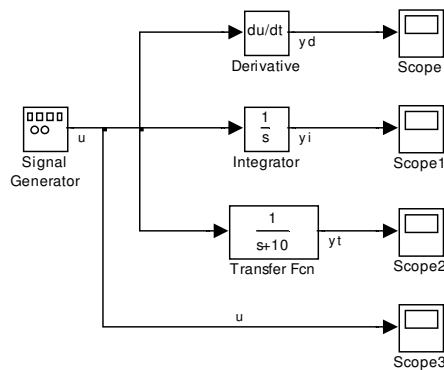 du/dt
yd
Derivative
Scope
u
1
s
yi
Signal
Generator
Integrator
Scope1
1
s+10
yt
Transfer Fcn
Scope2
u
Scope3